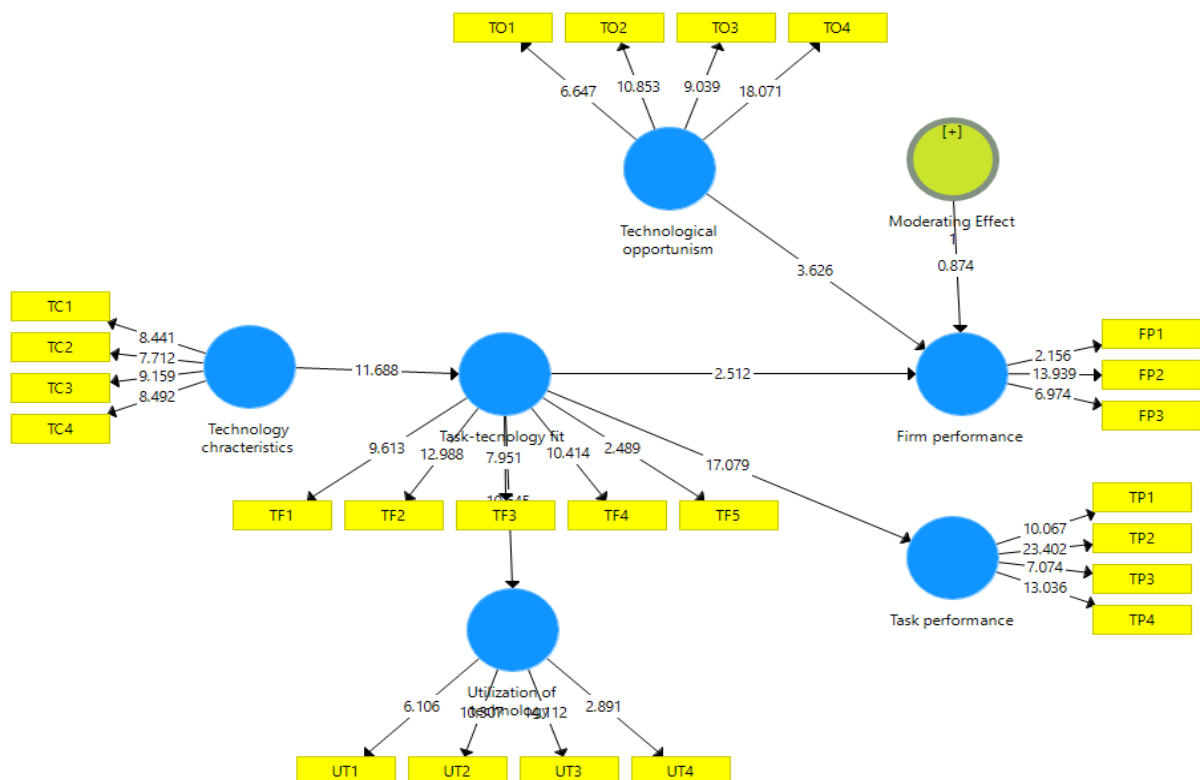 TO1 TO2 TO3 TO4
6.647 10.853 9.039 18.071
[+]
Technological
opportunism
Moderating Effect
1
3.626 0.874
TC1
TC2
TC3
TC4
8.441
7.712
9.159
8.492
Technology
chracteristics
11.688
Task-tecnology fit
2.512
Firm performance
FP1
FP2
FP3
2.156
13.939
6.974
9.613 12.988 7.951 10.414 2.489
17.079
TF1 TF2 TF3 TF4 TF5
TP1
TP2
TP3
TP4
10.067
23.402
7.074
13.036
Task performance
Utilization of
technology
6.106 2.891
UT1 UT2 UT3 UT4